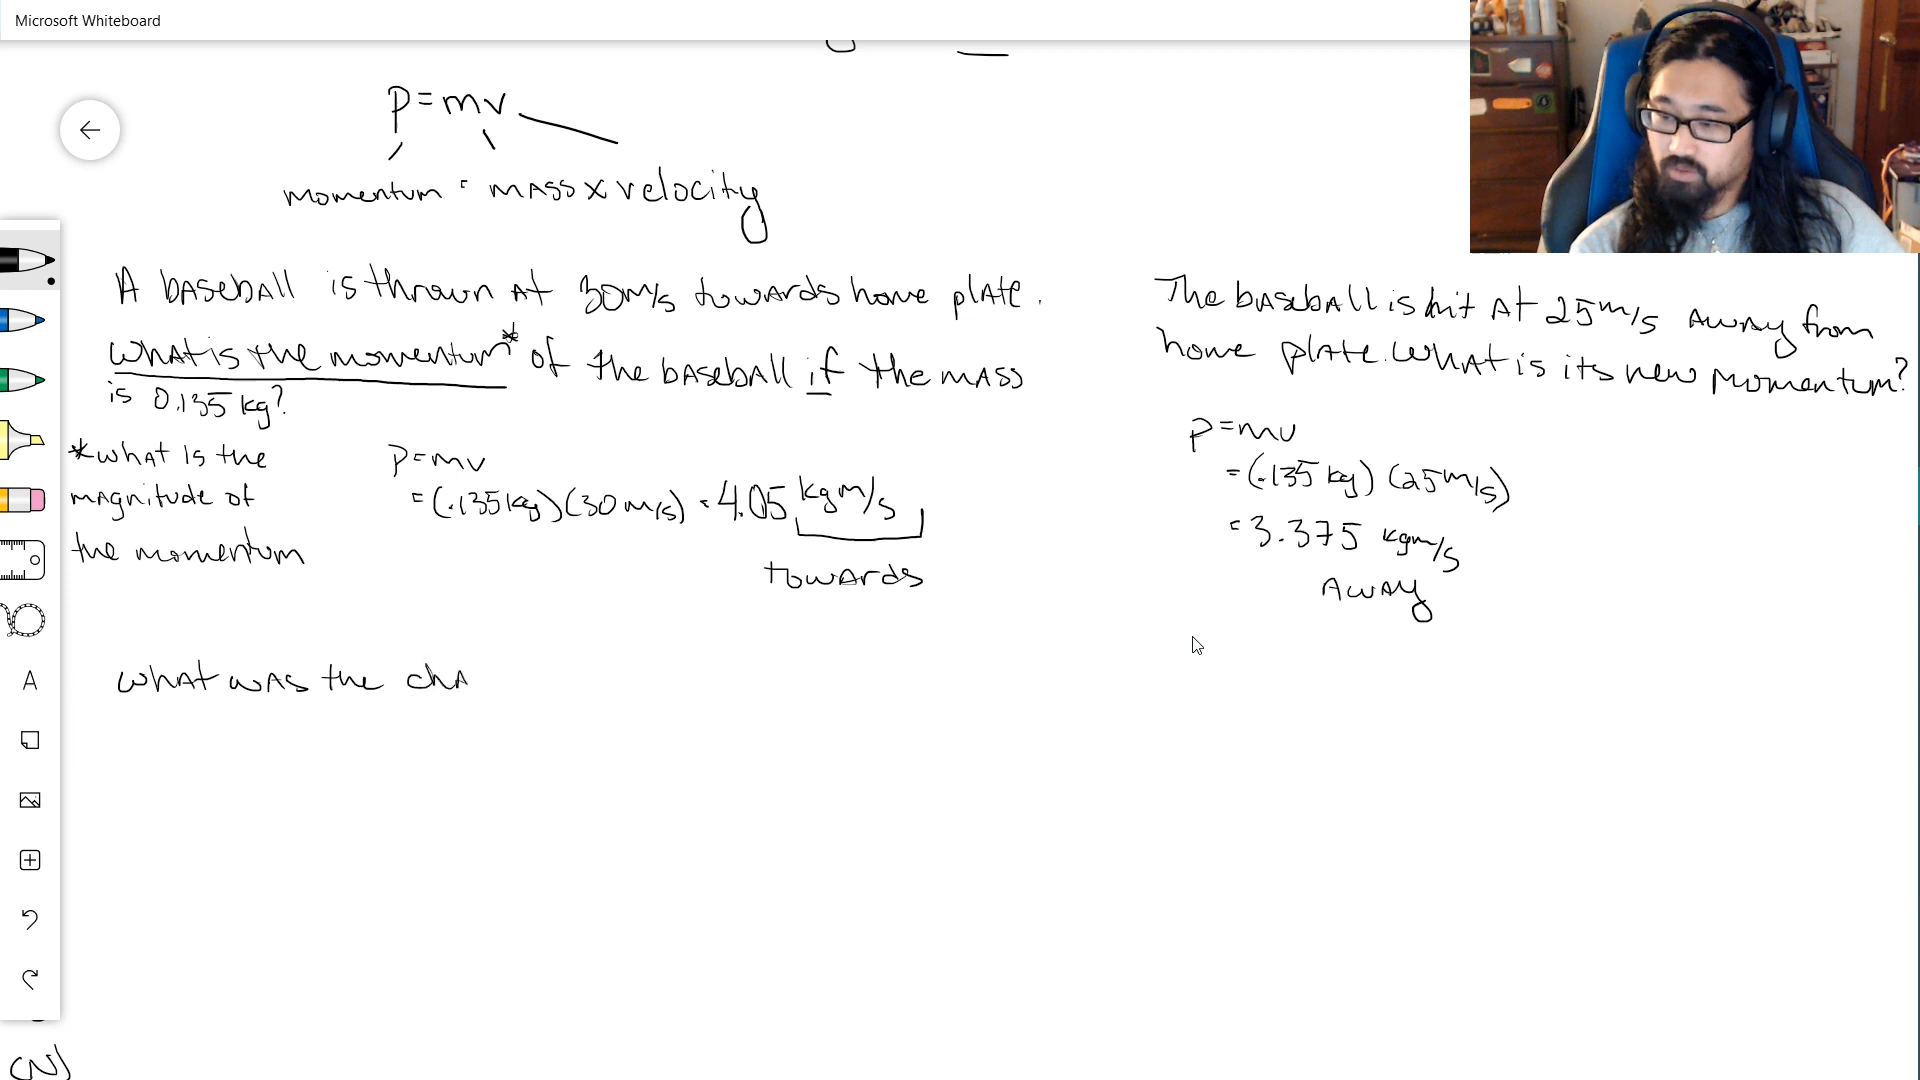 Microsoft Whiteboard
p=mv
momentum = mass x velocity
A baseball is thrown at 30m/s towards home plate.
What is the momentum* of the baseball if the mass
is 0.135 kg?
*what is the
magnitude of
the momentum
p=mv
=(.135kg)(30m/s) = 4.05 kgm/s
towards
The baseball is hit at 25m/s away from
home plate. What is its new momentum?
p=mv
=(.135 kg) (25m/s)
=3.375 kgm/s
Away
What was the cha
A
(N)